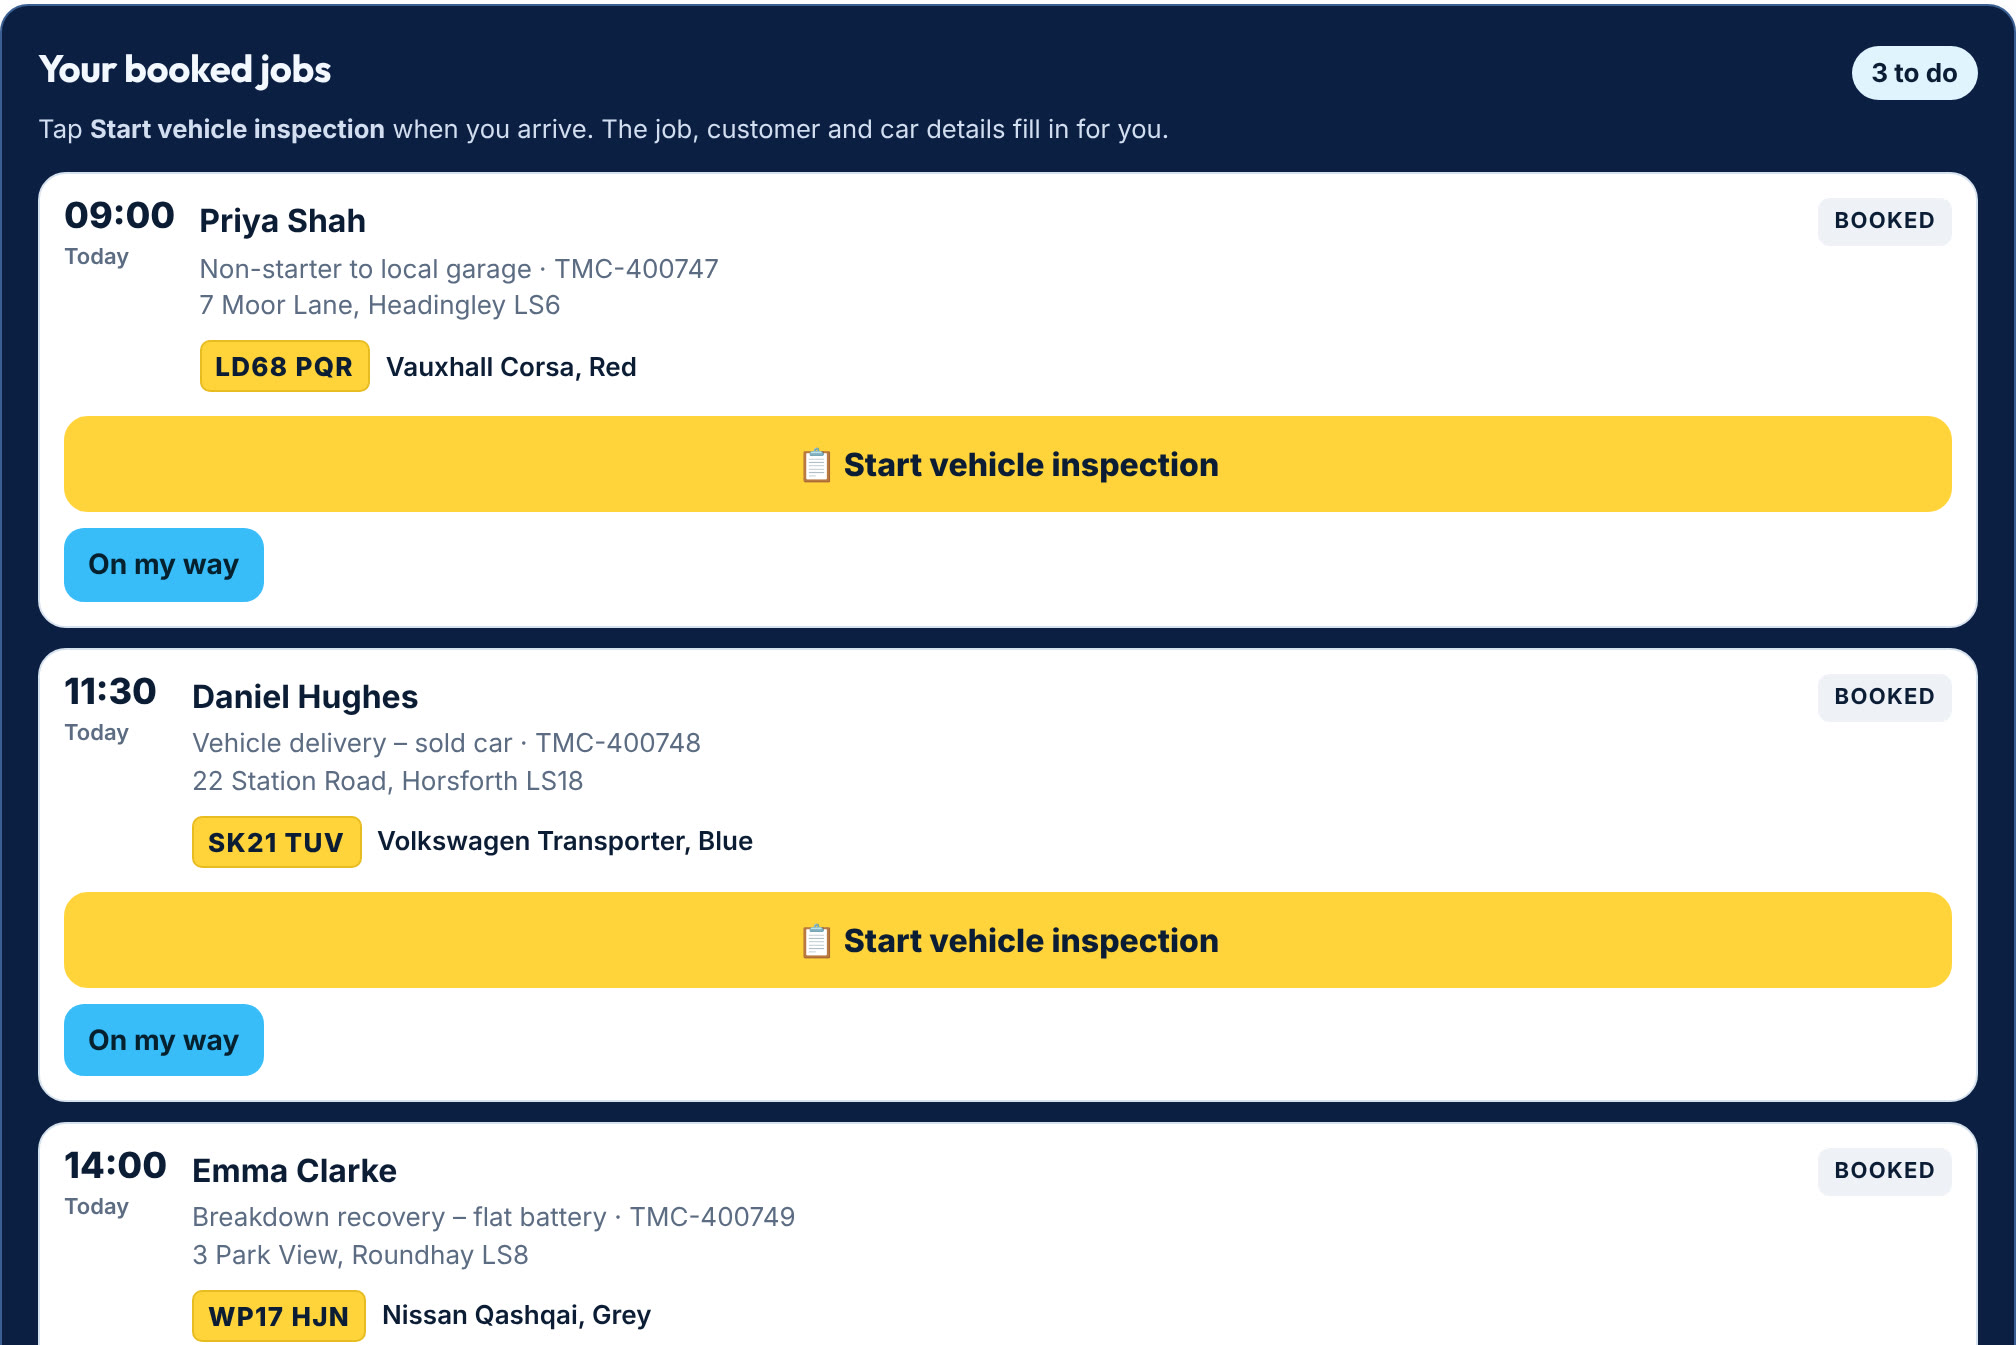 Your booked jobs
3 to do
Tap Start vehicle inspection when you arrive. The job, customer and car details fill in for you.
09:00
Today
Priya Shah
BOOKED
Non-starter to local garage · TMC-400747
7 Moor Lane, Headingley LS6
LD68 PQR
Vauxhall Corsa, Red
📋 Start vehicle inspection
On my way
11:30
Today
Daniel Hughes
BOOKED
Vehicle delivery – sold car · TMC-400748
22 Station Road, Horsforth LS18
SK21 TUV
Volkswagen Transporter, Blue
📋 Start vehicle inspection
On my way
14:00
Today
Emma Clarke
BOOKED
Breakdown recovery – flat battery · TMC-400749
3 Park View, Roundhay LS8
WP17 HJN
Nissan Qashqai, Grey